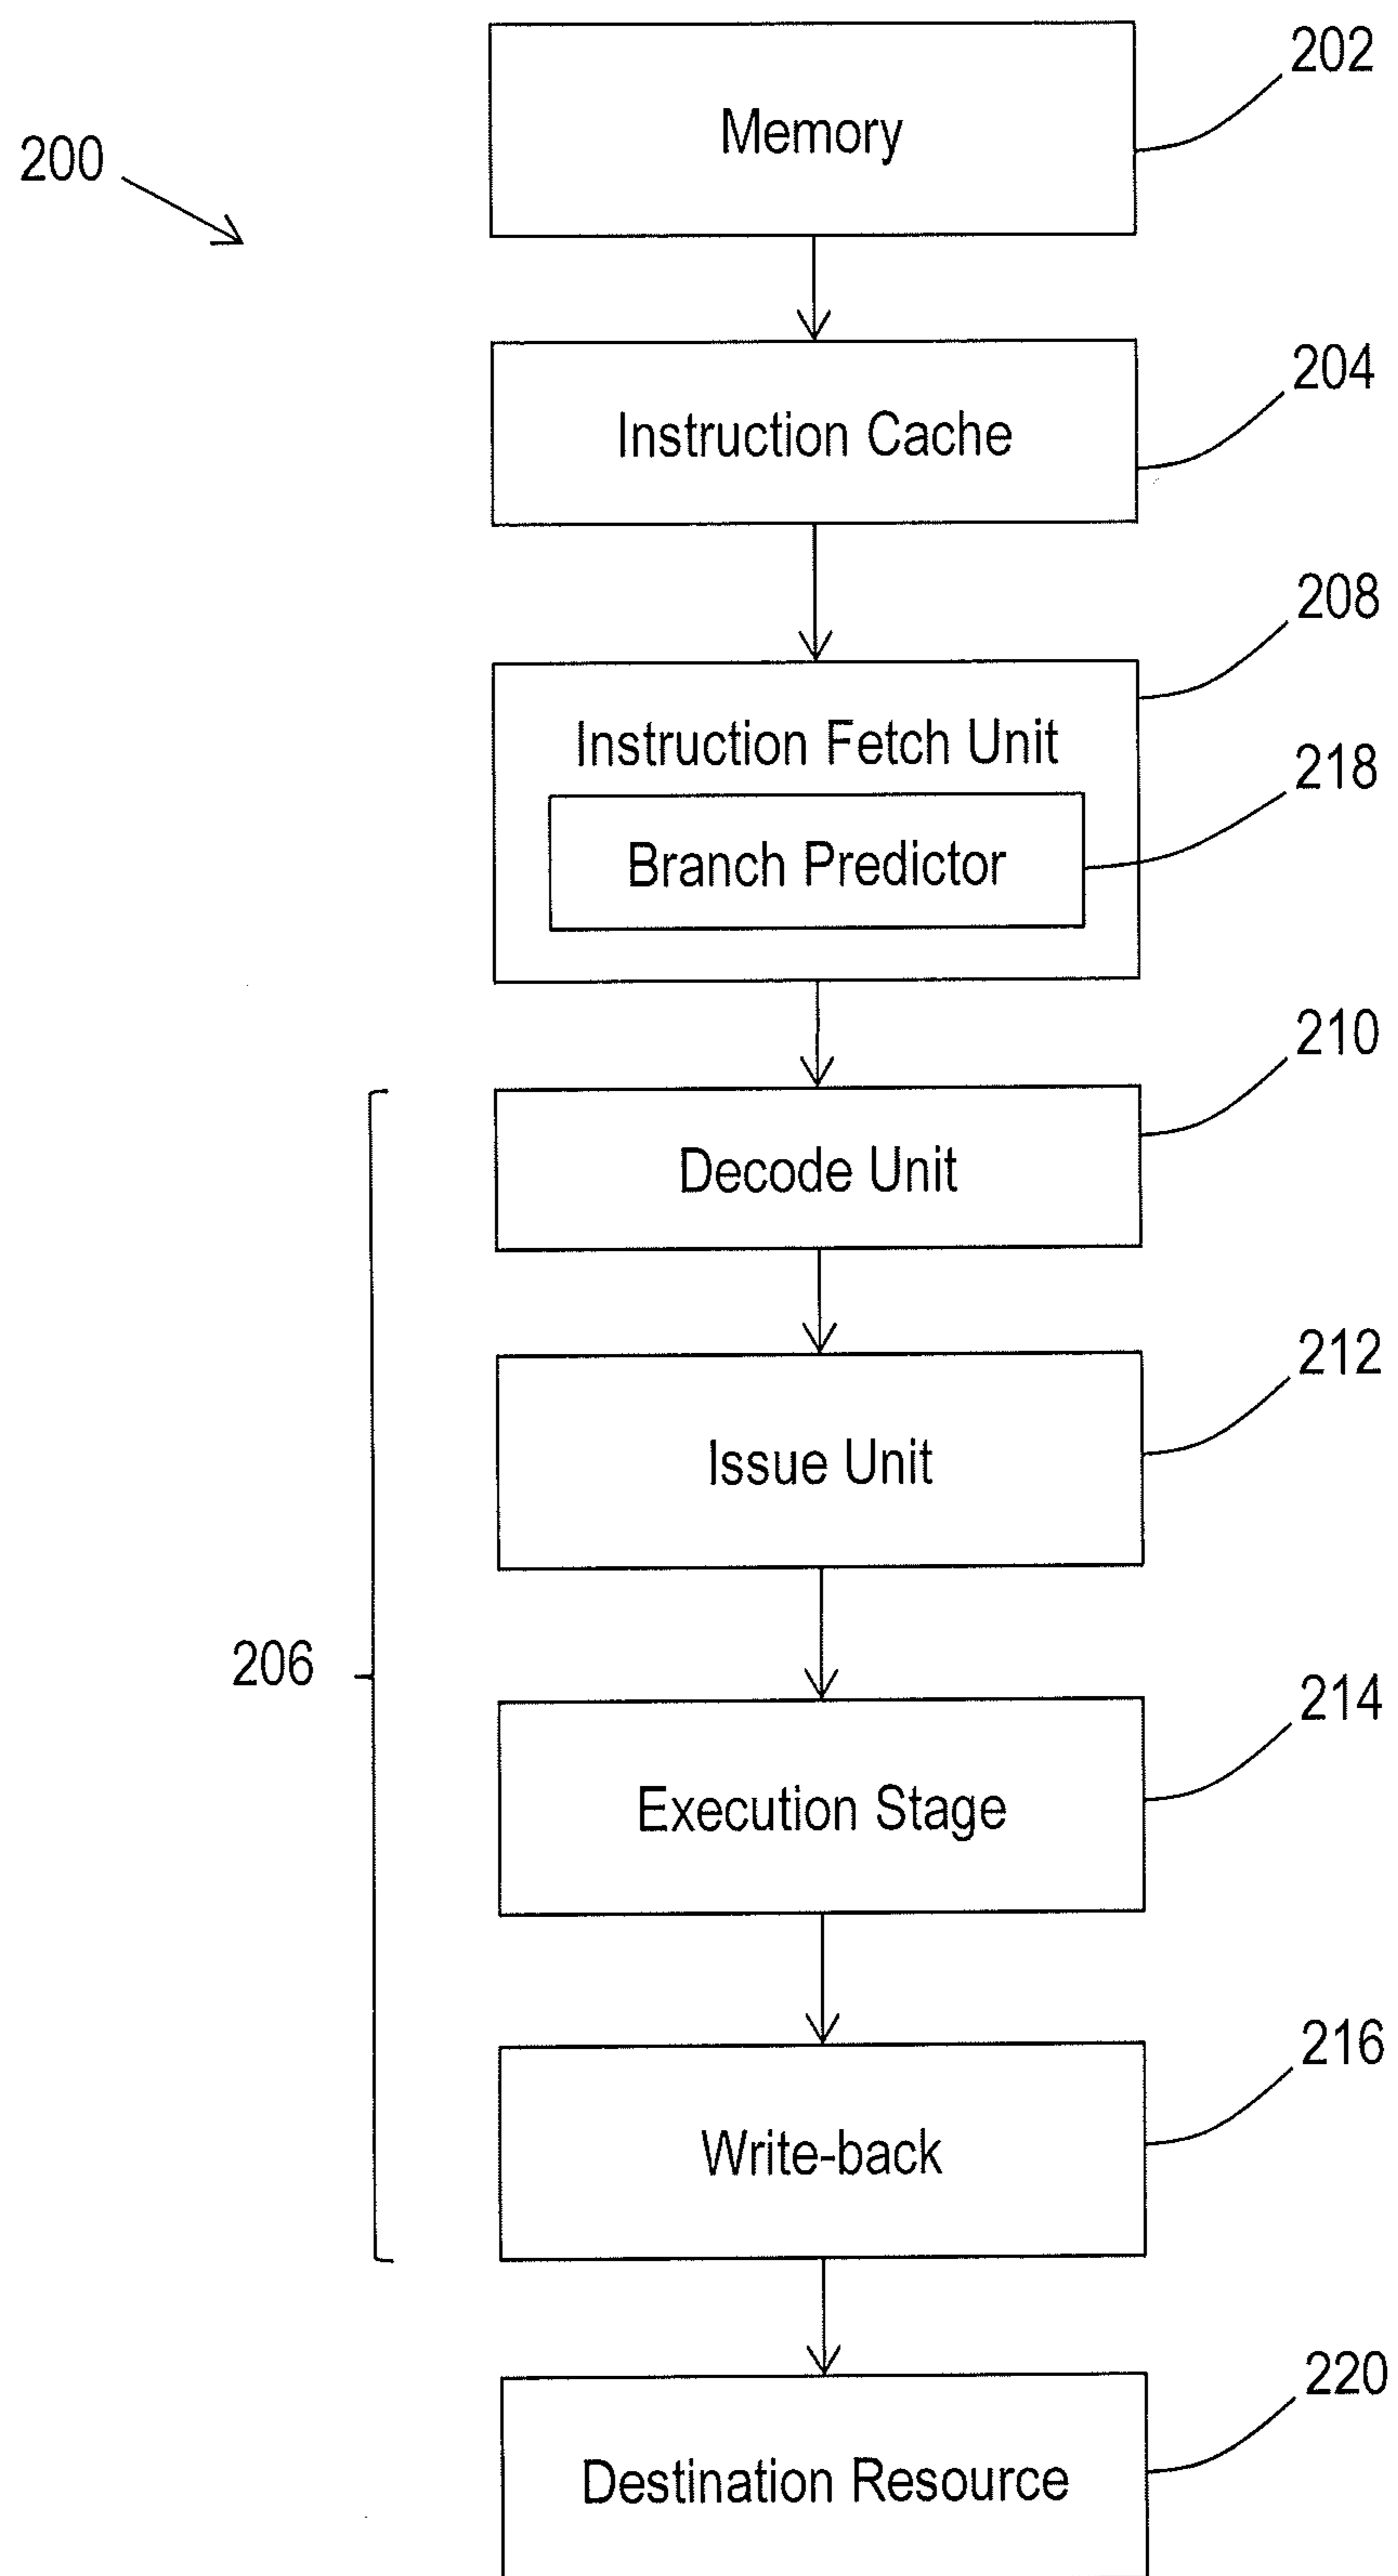 202
Memory
200
204
Instruction Cache
208
Instruction Fetch Unit
218
Branch Predictor
210
Decode Unit
212
Issue Unit
206
214
Execution Stage
216
Write-back
220
Destination Resource